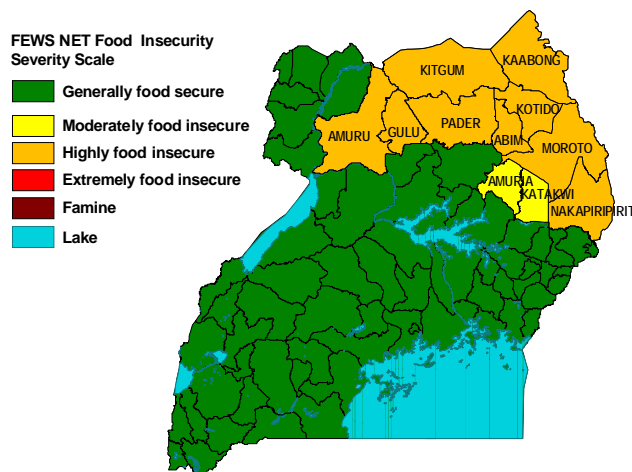 FEWS NET Food Insecurity
Severity Scale
Generally food secure
Moderately food insecure
Highly food insecure
Extremely food insecure
Famine
Lake
KAABONG
KITGUM
KOTIDO
PADER
GULU
AMURU
ABIM
MOROTO
AMURIA
KATAKWI
NAKAPIRIPIRIT